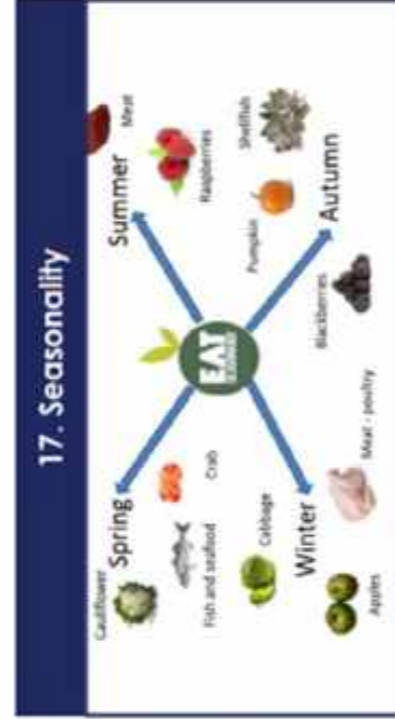 17. Seasonality
Cauliflower
Spring
Fish and seafood
Crab
Summer
Meat
Raspberries
EAT
Cabbage
Winter
Apples
Meat - poultry
Pumpkin
Shellfish
Blackberries
Autumn